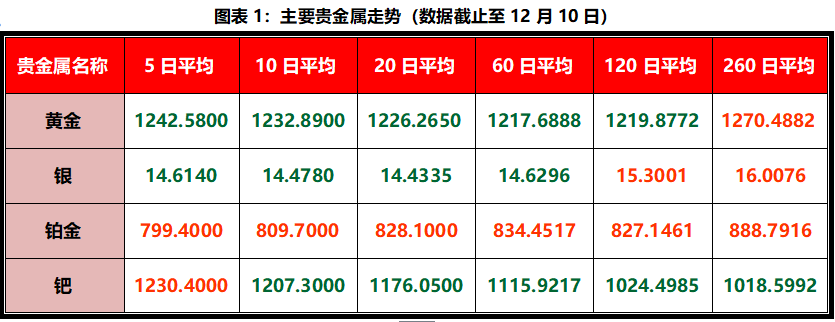 图表 1：主要贵金属走势（数据截止至 12 月 10 日）
贵金属名称 5 日平均 10 日平均 20 日平均 60 日平均 120 日平均 260 日平均
黄金 1242.5800 1232.8900 1226.2650 1217.6888 1219.8772 1270.4882
银 14.6140 14.4780 14.4335 14.6296 15.3001 16.0076
铂金 799.4000 809.7000 828.1000 834.4517 827.1461 888.7916
钯 1230.4000 1207.3000 1176.0500 1115.9217 1024.4985 1018.5992